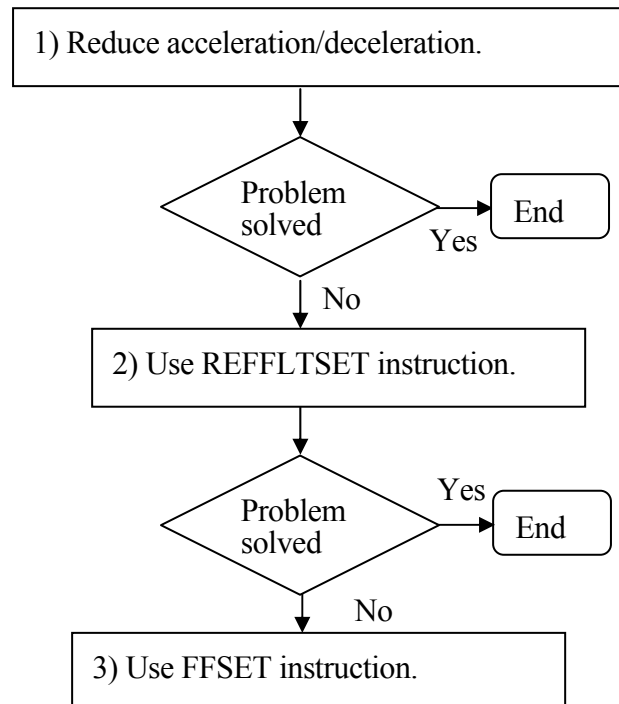 1) Reduce acceleration/deceleration.
Problem
solved
End
Yes
No
2) Use REFFLTSET instruction.
Problem
solved
Yes
End
No
3) Use FFSET instruction.